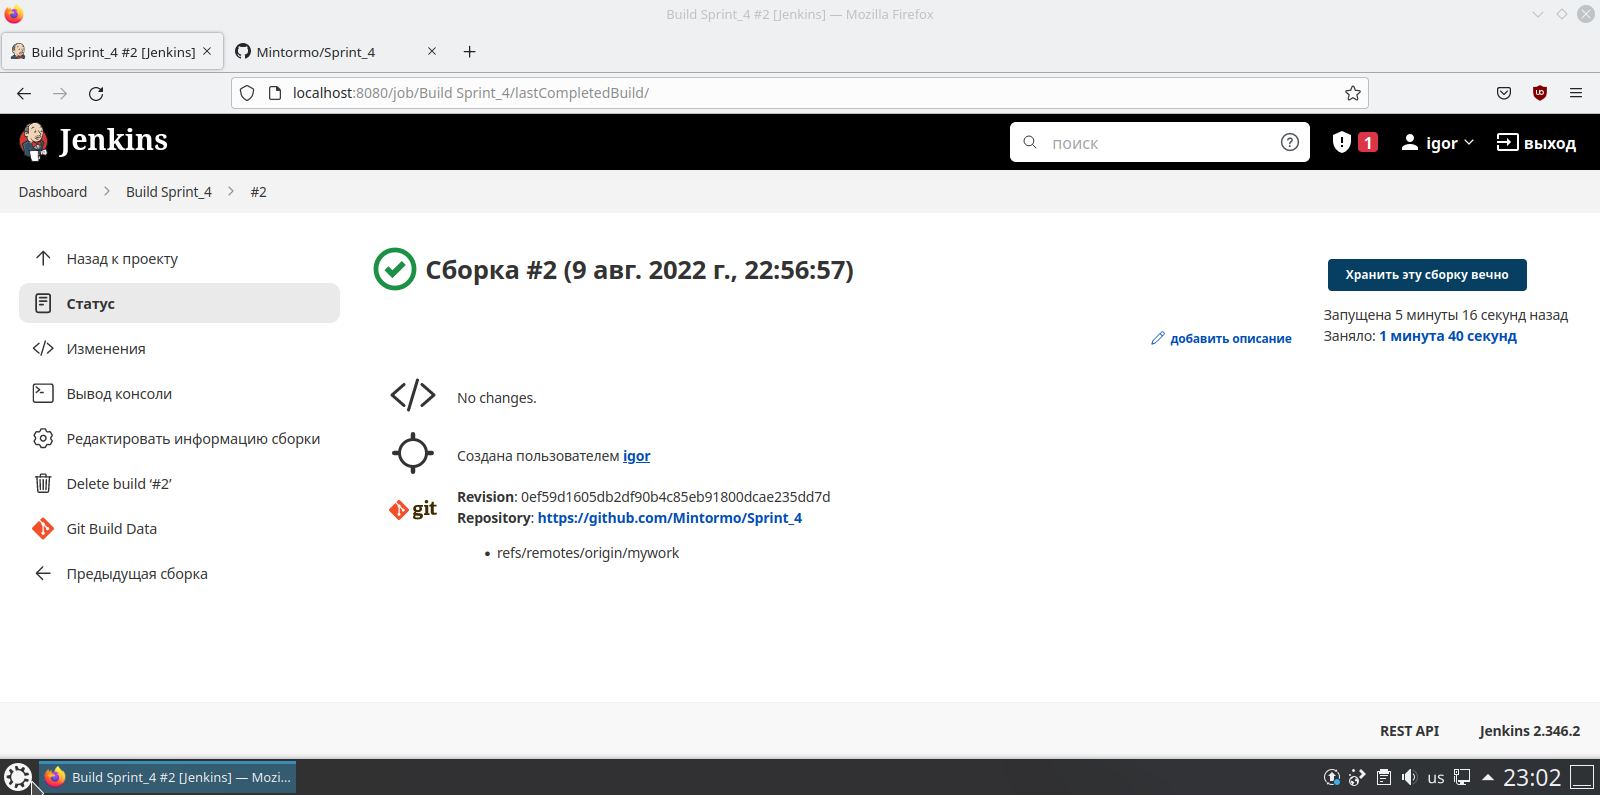 Build Sprint_4 #2 [Jenkins] — Mozilla Firefox
Build Sprint_4 #2 [Jenkins]
Mintormo/Sprint_4
localhost:8080/job/Build Sprint_4/lastCompletedBuild/
Jenkins
поиск
1
igor
выход
Dashboard
Build Sprint_4
#2
Назад к проекту
Статус
Изменения
Вывод консоли
Редактировать информацию сборки
Delete build ‘#2’
Git Build Data
Предыдущая сборка
Сборка #2 (9 авг. 2022 г., 22:56:57)
Хранить эту сборку вечно
Запущена 5 минуты 16 секунд назад
Заняло: 1 минута 40 секунд
добавить описание
No changes.
Создана пользователем igor
git
Revision: 0ef59d1605db2df90b4c85eb91800dcae235dd7d
Repository: https://github.com/Mintormo/Sprint_4
• refs/remotes/origin/mywork
REST API
Jenkins 2.346.2
Build Sprint_4 #2 [Jenkins] — Mozi...
us
23:02